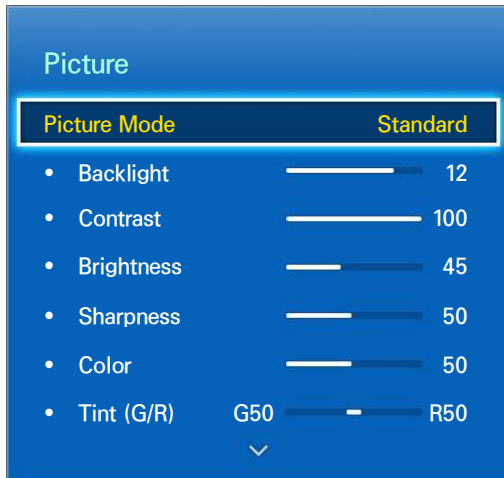 Picture
Picture Mode Standard
• Backlight 12
• Contrast 100
• Brightness 45
• Sharpness 50
• Color 50
• Tint (G/R) G50 R50